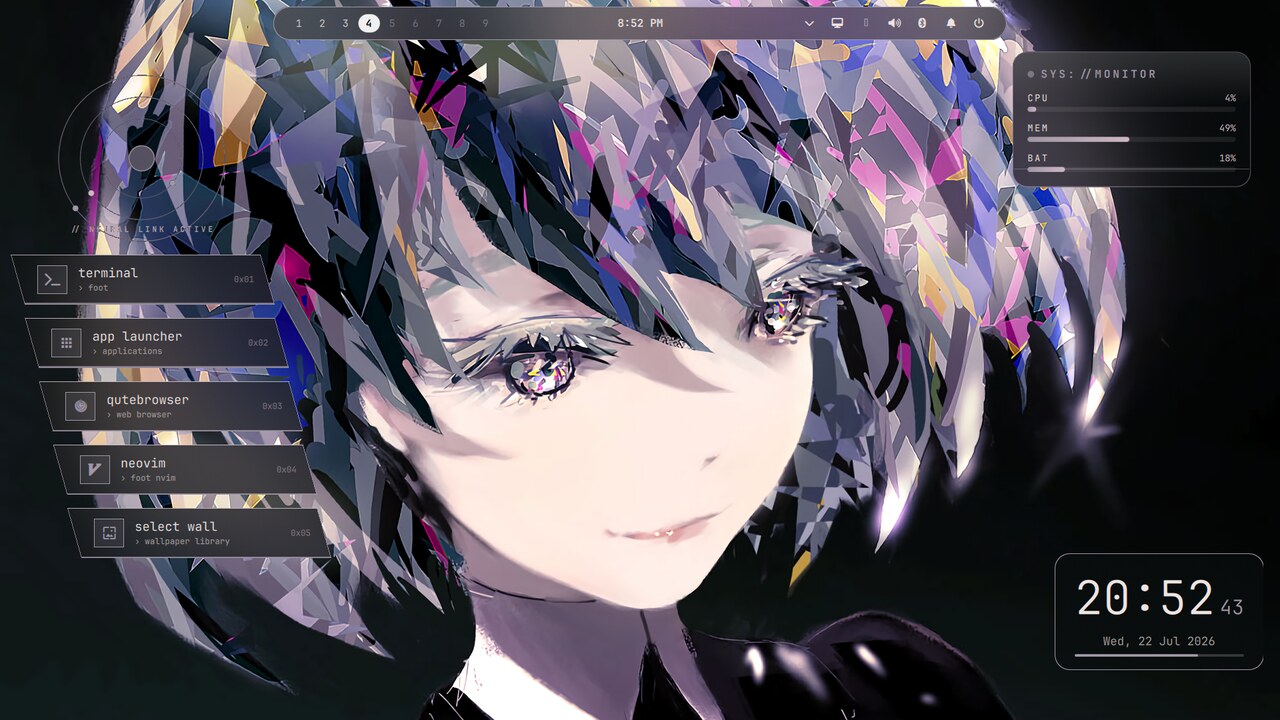 1 2 3 4 5 6 7 8 9
8:52 PM
SYS://MONITOR
CPU 4%
MEM 49%
BAT 18%
// LINK ACTIVE
terminal
› foot
0x01
app launcher
› applications
0x02
qutebrowser
› web browser
0x03
neovim
› foot nvim
0x04
select wall
› wallpaper library
0x05
20:52 43
Wed, 22 Jul 2026